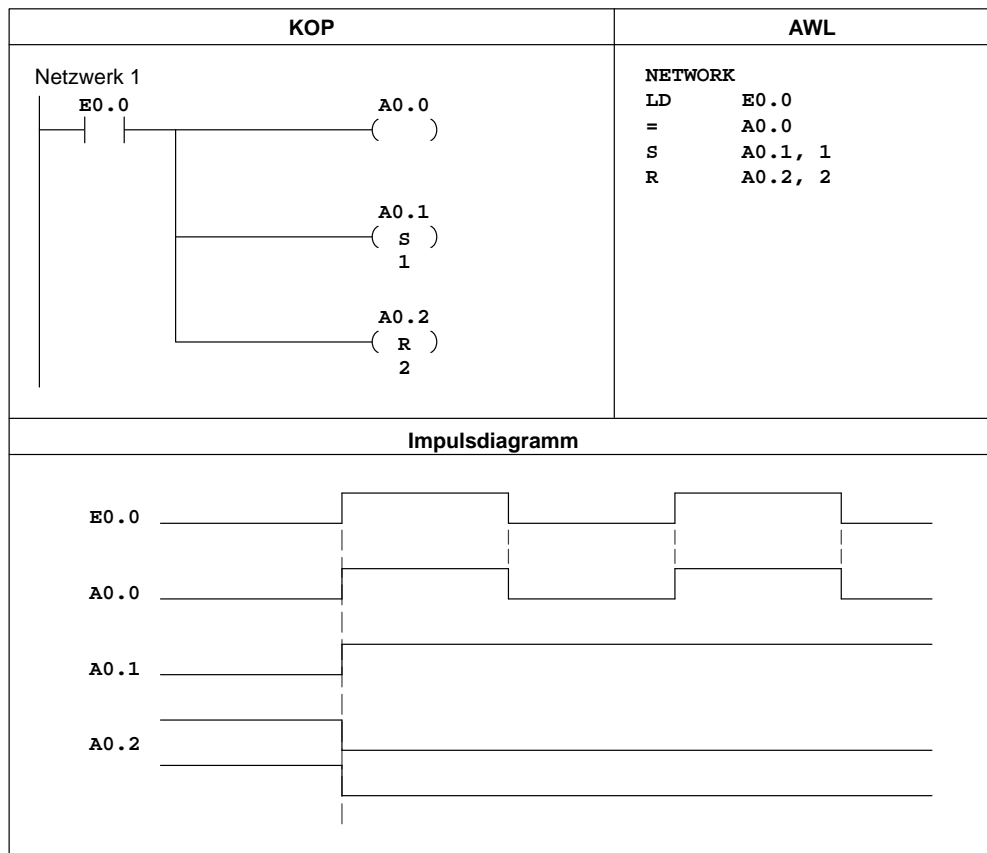 KOP
AWL
Netzwerk 1
E0.0
A0.0
( )
A0.1
( S )
1
A0.2
( R )
2
NETWORK
LD E0.0
= A0.0
S A0.1, 1
R A0.2, 2
Impulsdiagramm
E0.0
A0.0
A0.1
A0.2